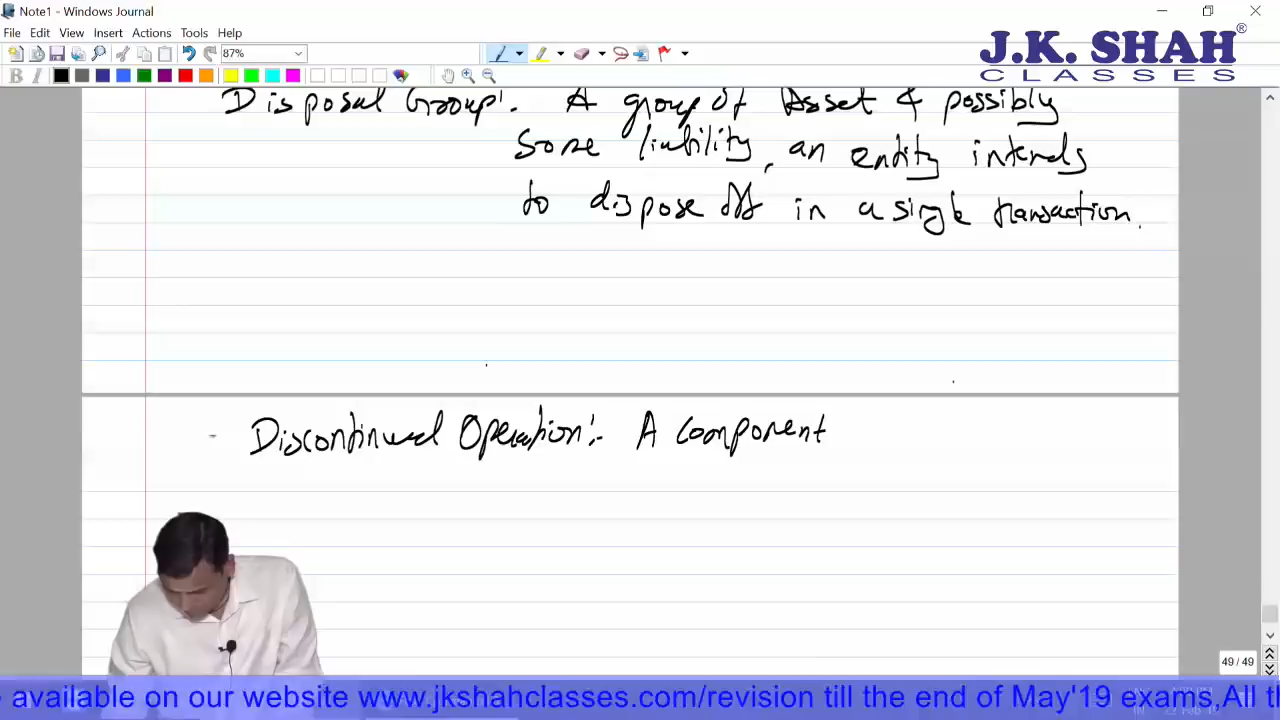 Note1 - Windows Journal
File Edit View Insert Actions Tools Help
87%
J.K. SHAH®
CLASSES
Disposal Group:. A group of Asset & possibly
Some liability, an entity intends
to dispose off in a single transaction.
- Discontinued Operation:- A Component
49 / 49
available on our website www.jkshahclasses.com/revision till the end of May'19 exams,All t